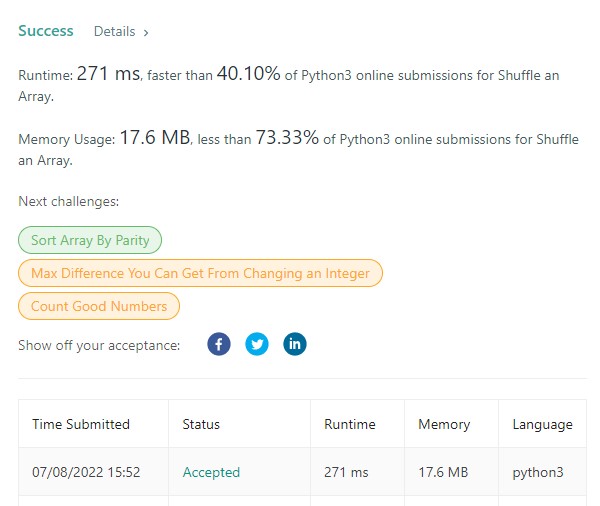 Success Details >
Runtime: 271 ms, faster than 40.10% of Python3 online submissions for Shuffle an
Array.
Memory Usage: 17.6 MB, less than 73.33% of Python3 online submissions for Shuffle
an Array.
Next challenges:
Sort Array By Parity
Max Difference You Can Get From Changing an Integer
Count Good Numbers
Show off your acceptance: f in
Time Submitted Status Runtime Memory Language
07/08/2022 15:52 Accepted 271 ms 17.6 MB python3